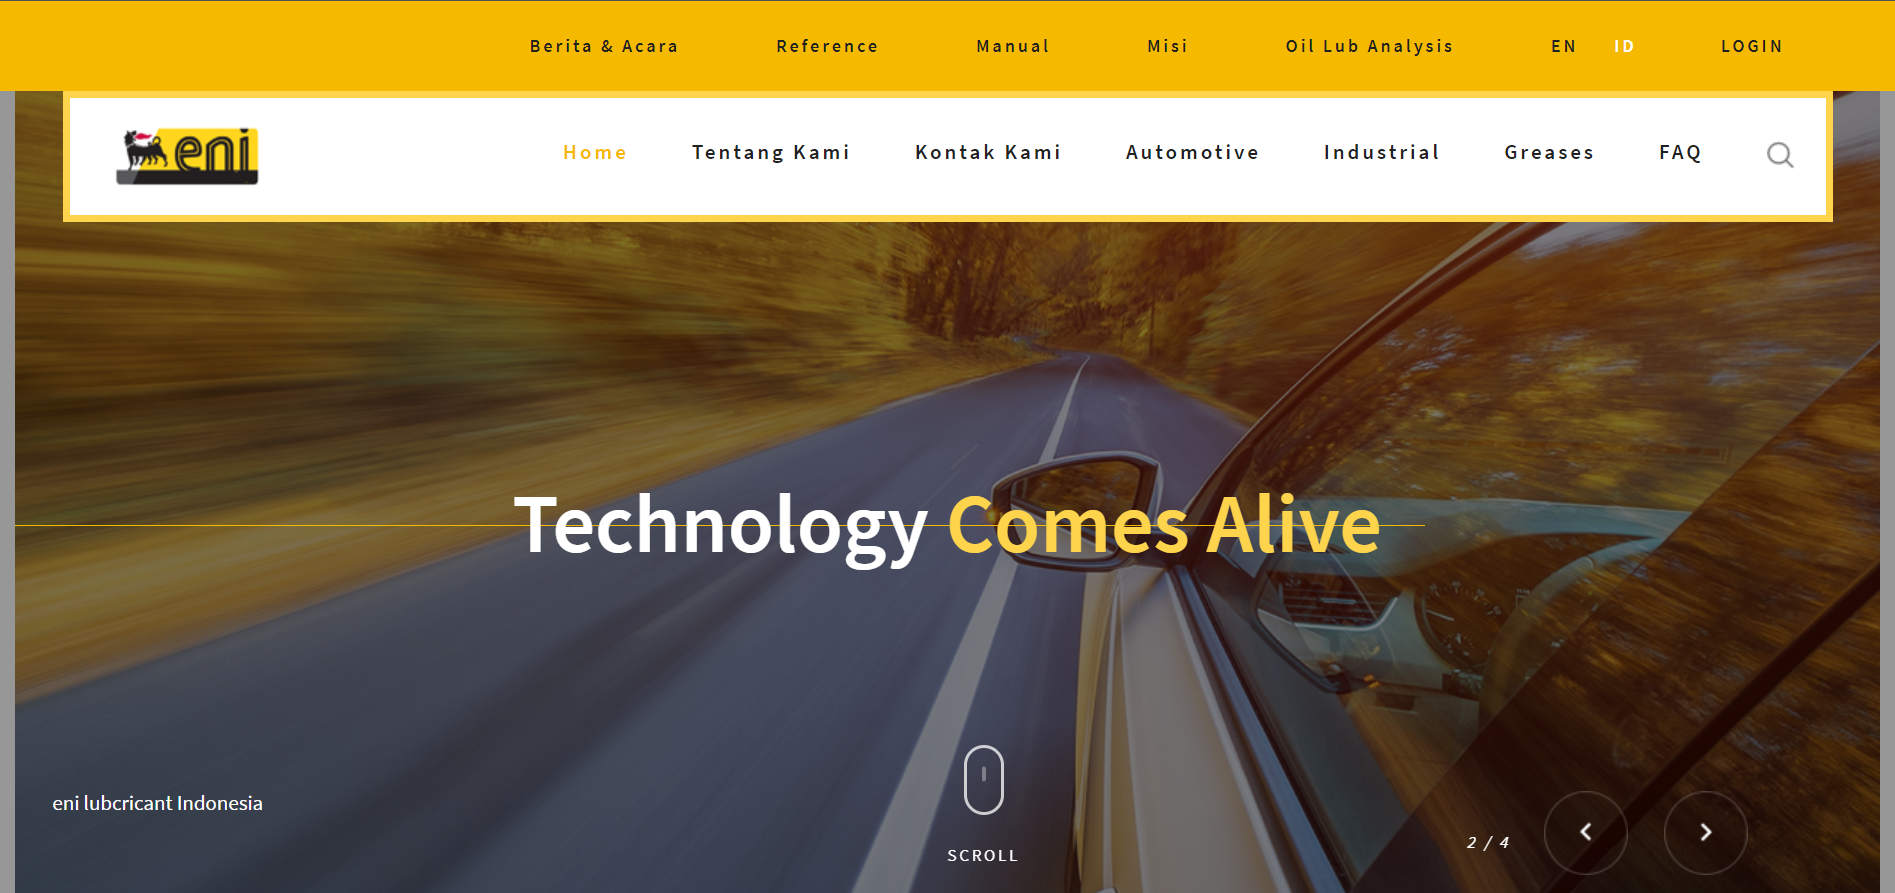 Berita & Acara Reference Manual Misi Oil Lub Analysis EN ID LOGIN
eni Home Tentang Kami Kontak Kami Automotive Industrial Greases FAQ
Technology Comes Alive
eni lubcricant Indonesia
SCROLL
2 / 4